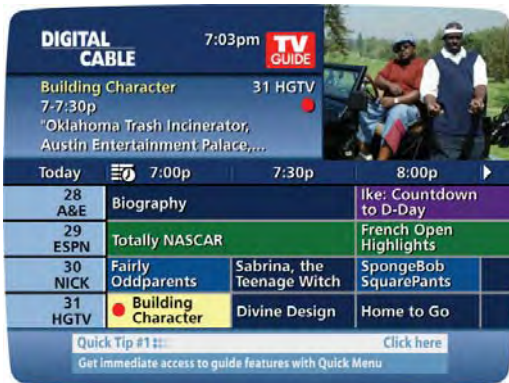 DIGITAL
CABLE
7:03pm
TV
GUIDE
Building Character 31 HGTV
7-7:30p
"Oklahoma Trash Incinerator,
Austin Entertainment Palace,...
Today 7:00p 7:30p 8:00p
28
A&E
Biography
Ike: Countdown
to D-Day
29
ESPN
Totally NASCAR
French Open
Highlights
30
NICK
Fairly
Oddparents
Sabrina, the
Teenage Witch
SpongeBob
SquarePants
31
HGTV
Building
Character
Divine Design
Home to Go
Quick Tip #1 Click here
Get immediate access to guide features with Quick Menu